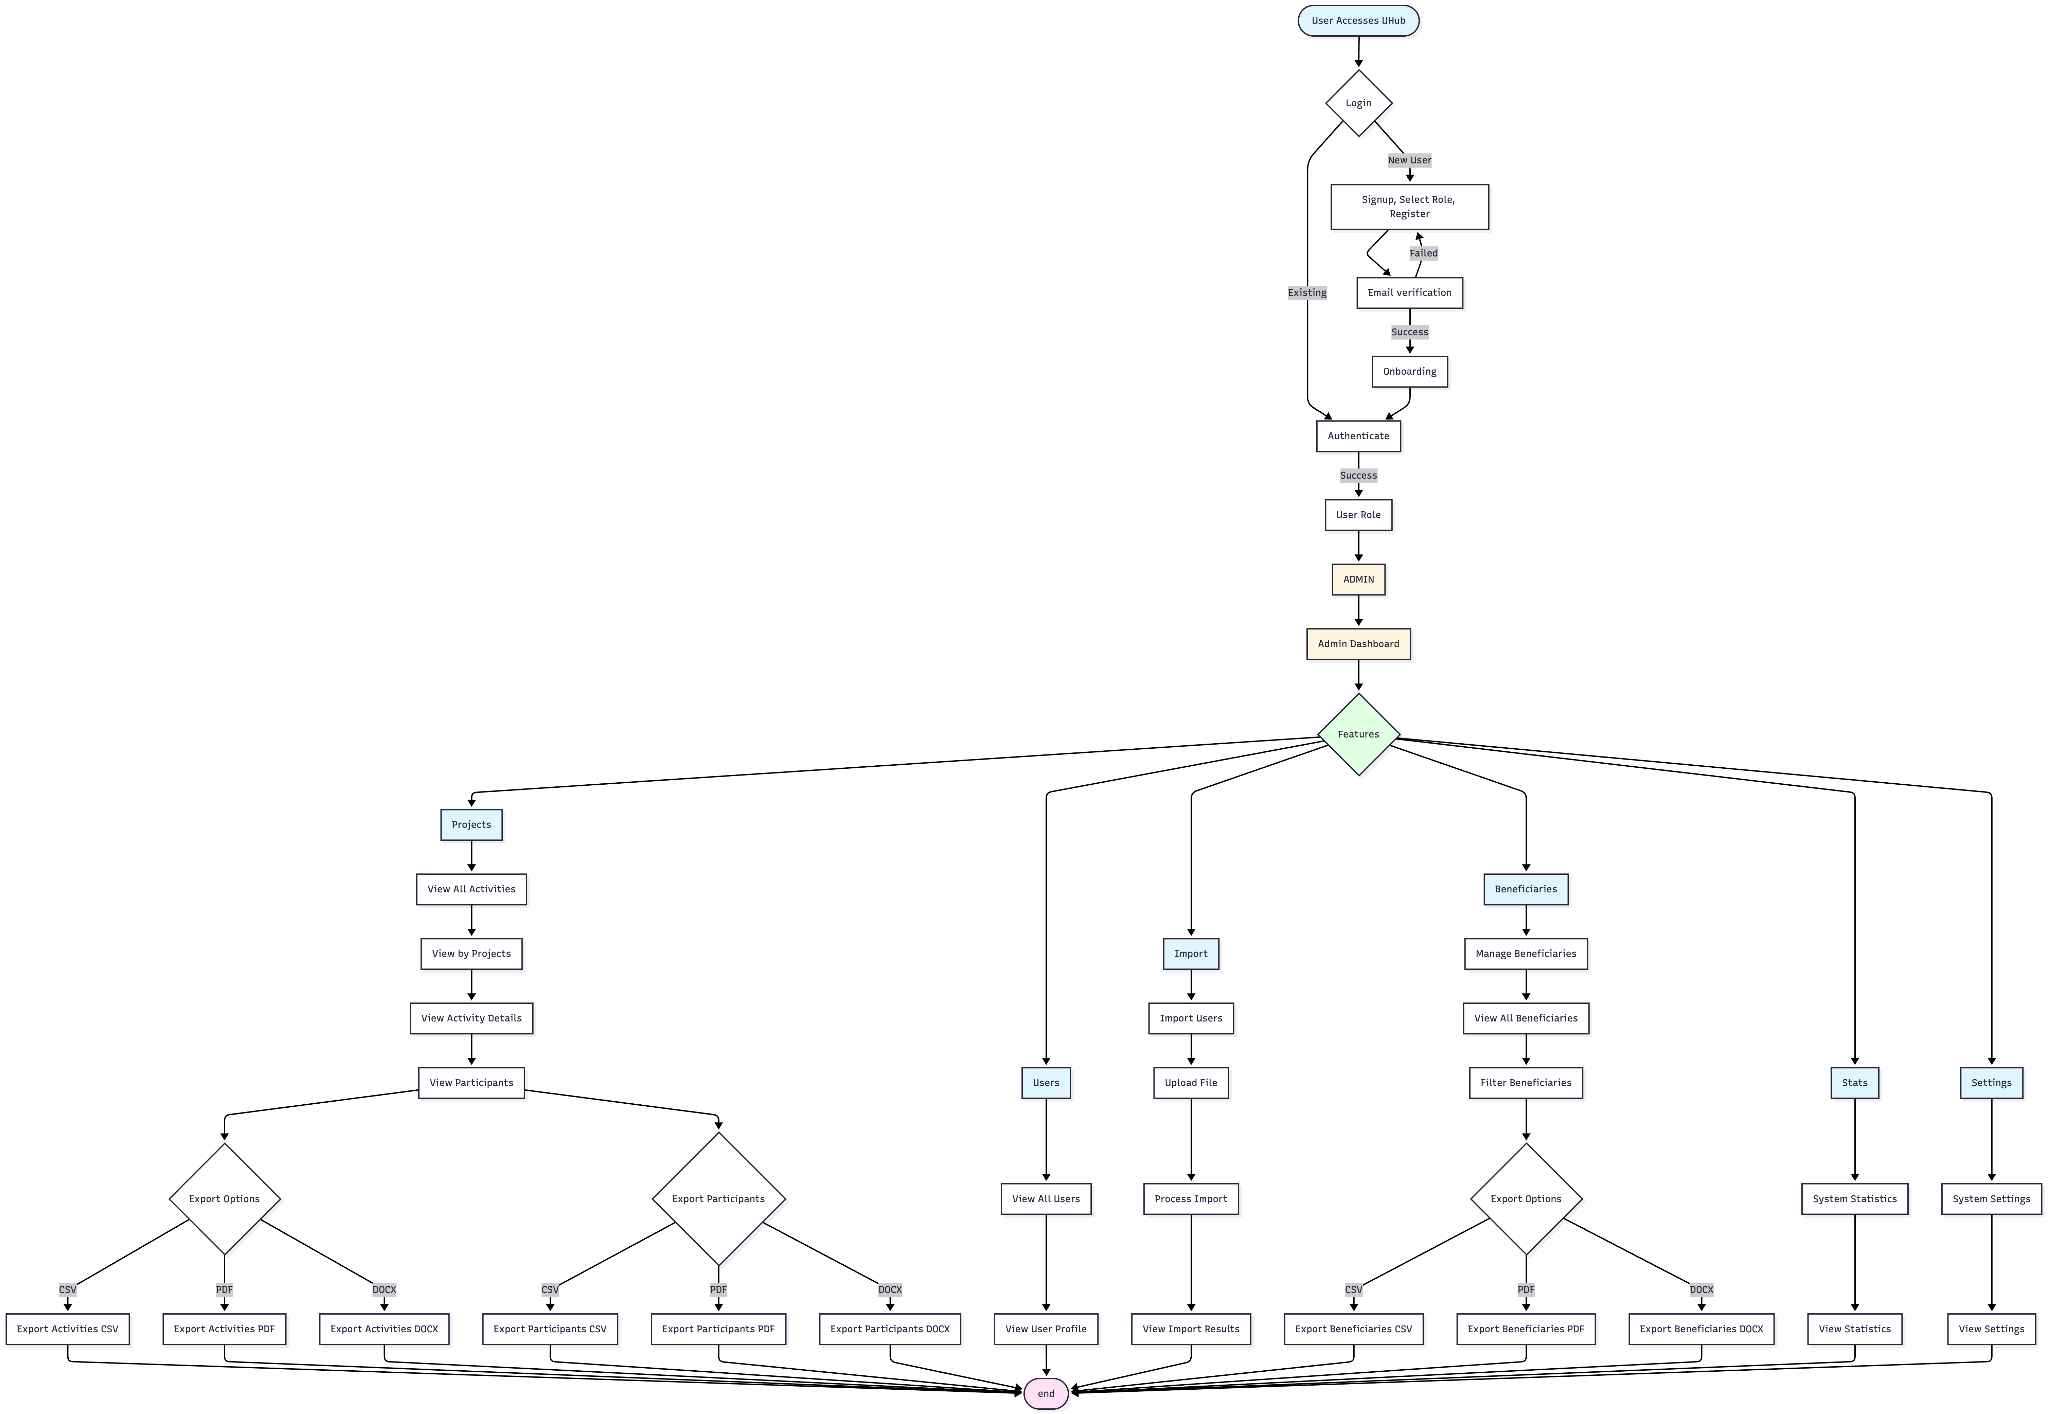 User Accesses UHub
Login
New User
Signup, Select Role,
Register
Failed
Existing
Email verification
Success
Onboarding
Authenticate
Success
User Role
ADMIN
Admin Dashboard
Features
Projects
View All Activities
Beneficiaries
View by Projects
Import
Manage Beneficiaries
View Activity Details
Import Users
View All Beneficiaries
View Participants
Users
Upload File
Filter Beneficiaries
Stats
Settings
Export Options
Export Participants
View All Users
Process Import
Export Options
System Statistics
System Settings
CSV
PDF
DOCX
CSV
PDF
DOCX
CSV
PDF
DOCX
Export Activities CSV
Export Activities PDF
Export Activities DOCX
Export Participants CSV
Export Participants PDF
Export Participants DOCX
View User Profile
View Import Results
Export Beneficiaries CSV
Export Beneficiaries PDF
Export Beneficiaries DOCX
View Statistics
View Settings
end